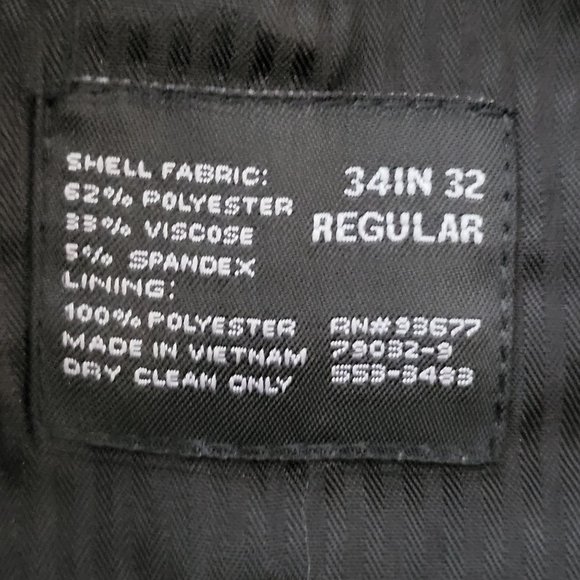 SHELL FABRIC:
62% POLYESTER
33% VISCOSE
5% SPANDEX
LINING:
100% POLYESTER
MADE IN VIETNAM
DRY CLEAN ONLY
34IN 32
REGULAR
RN#93677
79032-9
553-3463